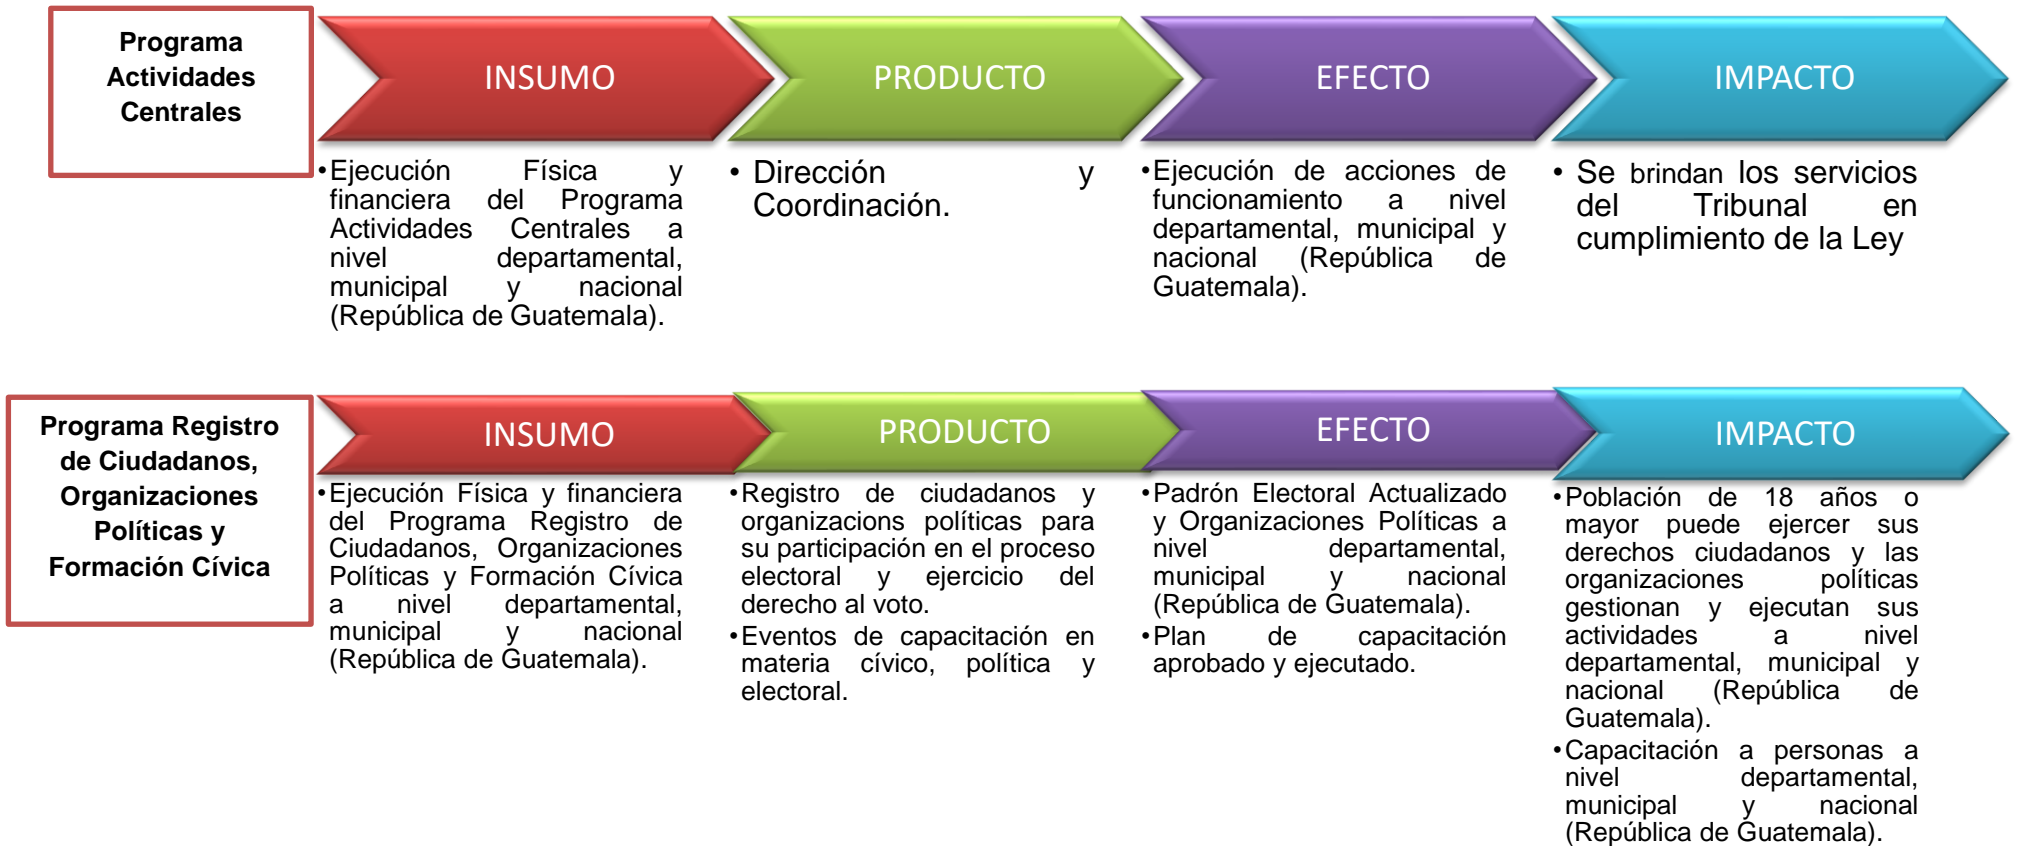 Programa
Actividades
Centrales
INSUMO
•Ejecución Física y
financiera del Programa
Actividades Centrales a
nivel departamental,
municipal y nacional
(República de Guatemala).
PRODUCTO
• Dirección y
Coordinación.
EFECTO
•Ejecución de acciones de
funcionamiento a nivel
departamental, municipal y
nacional (República de
Guatemala).
IMPACTO
• Se brindan los servicios
del Tribunal en
cumplimiento de la Ley
Programa Registro
de Ciudadanos,
Organizaciones
Políticas y
Formación Cívica
INSUMO
•Ejecución Física y financiera
del Programa Registro de
Ciudadanos, Organizaciones
Políticas y Formación Cívica
a nivel departamental,
municipal y nacional
(República de Guatemala).
PRODUCTO
•Registro de ciudadanos y
organizacions políticas para
su participación en el proceso
electoral y ejercicio del
derecho al voto.
•Eventos de capacitación en
materia cívico, política y
electoral.
EFECTO
•Padrón Electoral Actualizado
y Organizaciones Políticas a
nivel departamental,
municipal y nacional
(República de Guatemala).
•Plan de capacitación
aprobado y ejecutado.
IMPACTO
•Población de 18 años o
mayor puede ejercer sus
derechos ciudadanos y las
organizaciones políticas
gestionan y ejecutan sus
actividades a nivel
departamental, municipal y
nacional (República de
Guatemala).
•Capacitación a personas a
nivel departamental,
municipal y nacional
(República de Guatemala).